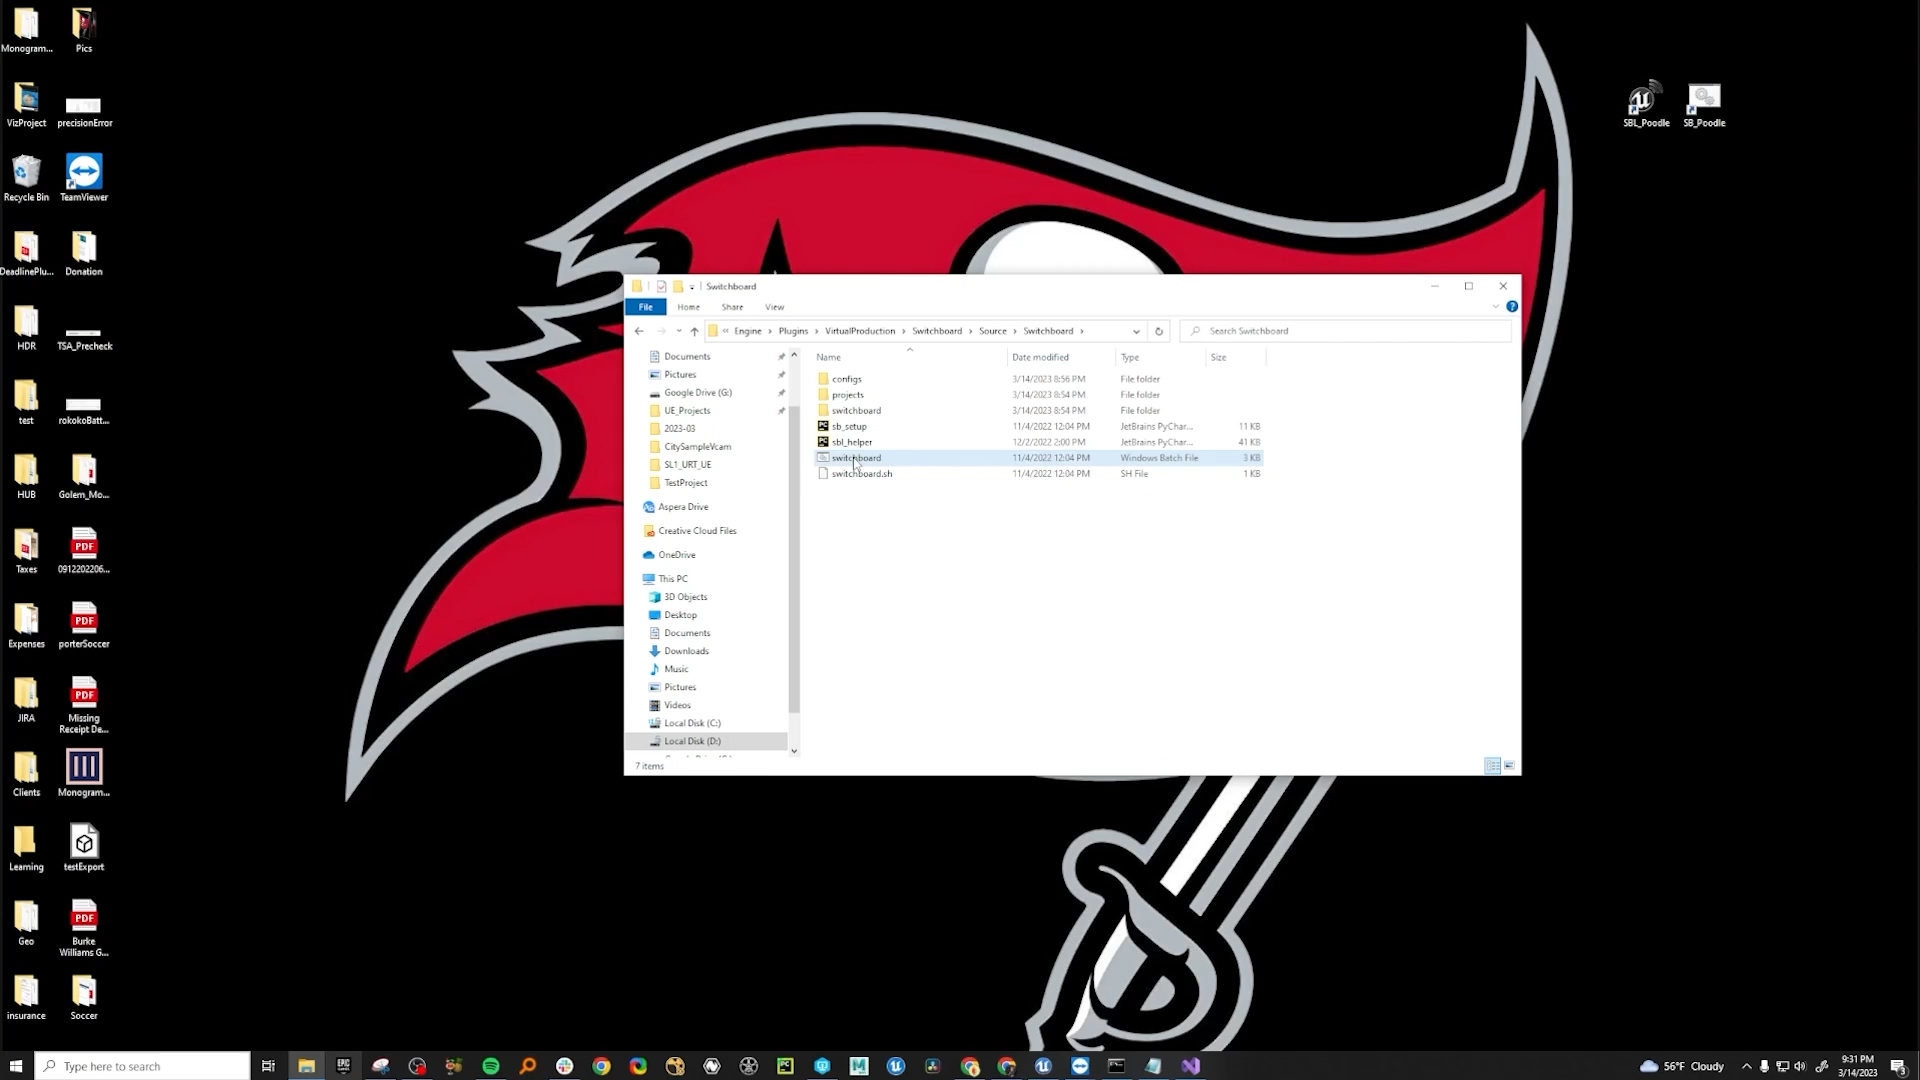 Monogram...
Pics
VizProject
precisionError
Recycle Bin
TeamViewer
DeadlinePlu...
Donation
HDR
TSA_Precheck
test
rokokoBatt...
HUB
Golem_Mo...
Taxes
PDF
0912202206...
Expenses
PDF
porterSoccer
JIRA
PDF
Missing
Receipt De...
Clients
Monogram...
Learning
testExport
Geo
PDF
Burke
Williams G...
insurance
Soccer
SBL_Poodle
SB_Poodle
Switchboard
File
Home
Share
View
« Engine > Plugins > VirtualProduction > Switchboard > Source > Switchboard >
Search Switchboard
Documents
Pictures
Google Drive (G:)
UE_Projects
2023-03
CitySampleVcam
SL1_URT_UE
TestProject
Aspera Drive
Creative Cloud Files
OneDrive
This PC
3D Objects
Desktop
Documents
Downloads
Music
Pictures
Videos
Local Disk (C:)
Local Disk (D:)
Name Date modified Type Size
configs 3/14/2023 8:56 PM File folder
projects 3/14/2023 8:54 PM File folder
switchboard 3/14/2023 8:54 PM File folder
sb_setup 11/4/2022 12:04 PM JetBrains PyChar... 11 KB
sbl_helper 12/2/2022 2:00 PM JetBrains PyChar... 41 KB
switchboard 11/4/2022 12:04 PM Windows Batch File 3 KB
switchboard.sh 11/4/2022 12:04 PM SH File 1 KB
7 items
Type here to search
56°F Cloudy
9:31 PM
3/14/2023
3